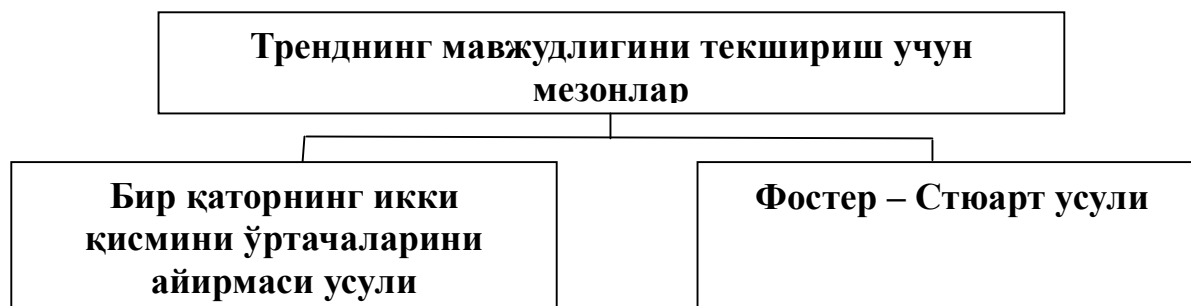 Тренднинг мавжудлигини текшириш учун
мезонлар
Бир қаторнинг икки
қисмини ўртачаларини
айирмаси усули
Фостер – Стюарт усули